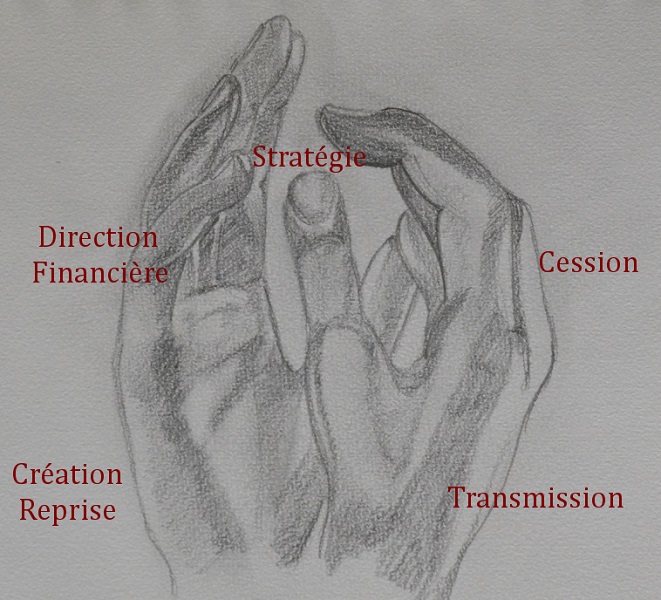 Stratégie
Direction
Financière
Cession
Création
Reprise
Transmission